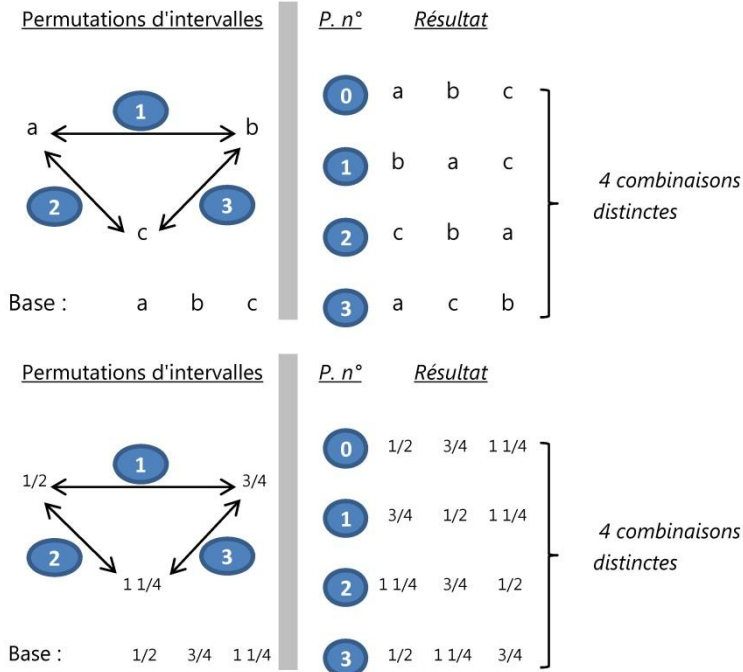 Permutations d'intervalles P. n° Résultat
1
0 a b c
a b
1 b a c
4 combinaisons
distinctes
2 3
c
2 c b a
Base : a b c
3 a c b
Permutations d'intervalles P. n° Résultat
0 1/2 3/4 1 1/4
1
1/2 3/4
1 3/4 1/2 1 1/4
4 combinaisons
distinctes
2 3
1 1/4
2 1 1/4 3/4 1/2
Base : 1/2 3/4 1 1/4
3 1/2 1 1/4 3/4